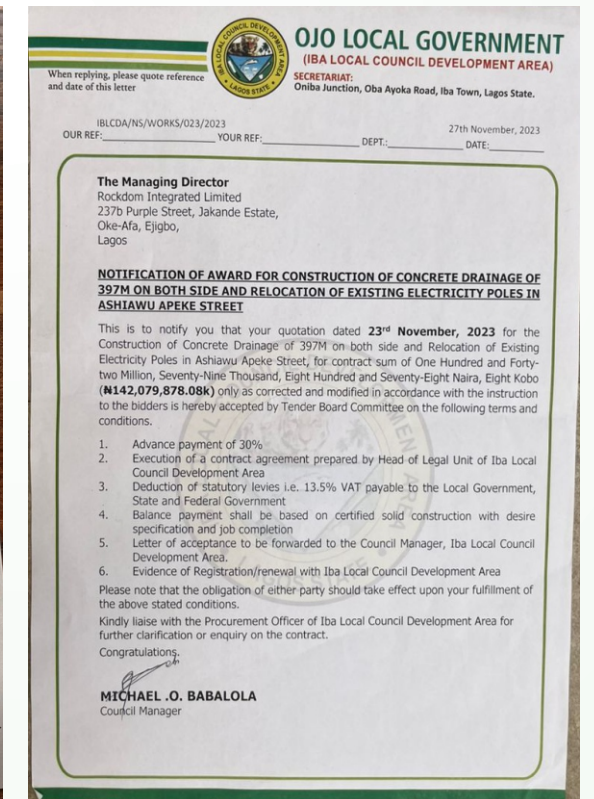 OJO LOCAL GOVERNMENT
(IBA LOCAL COUNCIL DEVELOPMENT AREA)
SECRETARIAT:
Oniba Junction, Oba Ayoka Road, Iba Town, Lagos State.
IBA LOCAL COUNCIL DEVELOPMENT AREA
LAGOS STATE
When replying, please quote reference
and date of this letter
IBLCDA/NS/WORKS/023/2023
27th November, 2023
OUR REF: YOUR REF: DEPT.: DATE:
The Managing Director
Rockdom Integrated Limited
237b Purple Street, Jakande Estate,
Oke-Afa, Ejigbo,
Lagos
NOTIFICATION OF AWARD FOR CONSTRUCTION OF CONCRETE DRAINAGE OF
397M ON BOTH SIDE AND RELOCATION OF EXISTING ELECTRICITY POLES IN
ASHIAWU APEKE STREET
This is to notify you that your quotation dated 23rd November, 2023 for the
Construction of Concrete Drainage of 397M on both side and Relocation of Existing
Electricity Poles in Ashiawu Apeke Street, for contract sum of One Hundred and Forty-
two Million, Seventy-Nine Thousand, Eight Hundred and Seventy-Eight Naira, Eight Kobo
(₦142,079,878.08k) only as corrected and modified in accordance with the instruction
to the bidders is hereby accepted by Tender Board Committee on the following terms and
conditions.
1. Advance payment of 30%
2. Execution of a contract agreement prepared by Head of Legal Unit of Iba Local
Council Development Area
3. Deduction of statutory levies i.e. 13.5% VAT payable to the Local Government,
State and Federal Government
4. Balance payment shall be based on certified solid construction with desire
specification and job completion
5. Letter of acceptance to be forwarded to the Council Manager, Iba Local Council
Development Area.
6. Evidence of Registration/renewal with Iba Local Council Development Area
Please note that the obligation of either party should take effect upon your fulfillment of
the above stated conditions.
Kindly liaise with the Procurement Officer of Iba Local Council Development Area for
further clarification or enquiry on the contract.
Congratulations.
MICHAEL .O. BABALOLA
Council Manager